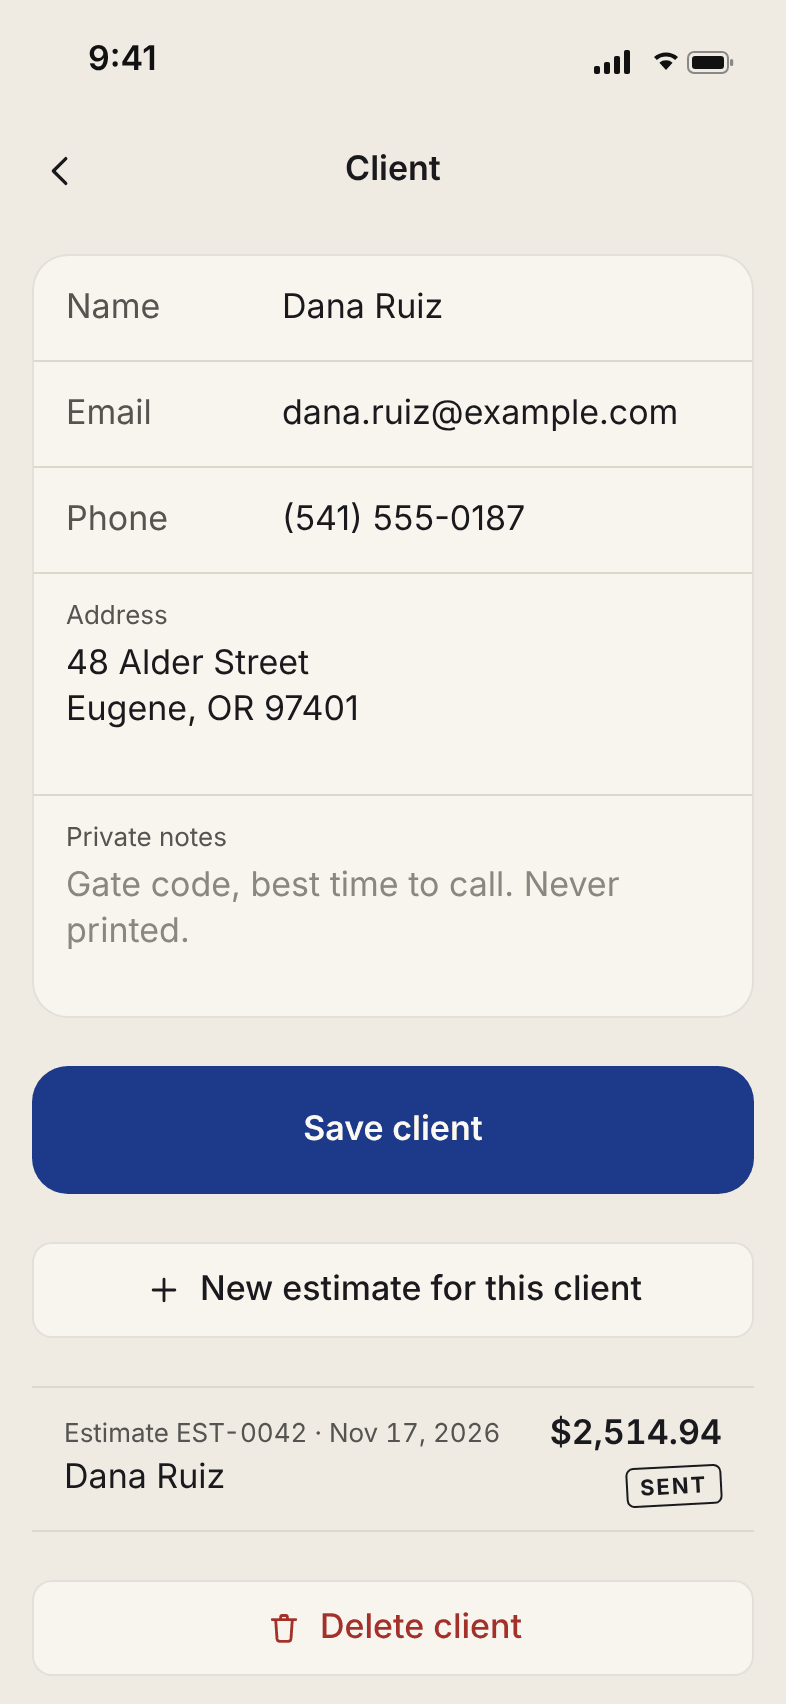 9:41
Client
Name Dana Ruiz
Email dana.ruiz@example.com
Phone (541) 555-0187
Address
48 Alder Street
Eugene, OR 97401
Private notes
Gate code, best time to call. Never
printed.
Save client
New estimate for this client
Estimate EST-0042 · Nov 17, 2026 $2,514.94
Dana Ruiz SENT
Delete client